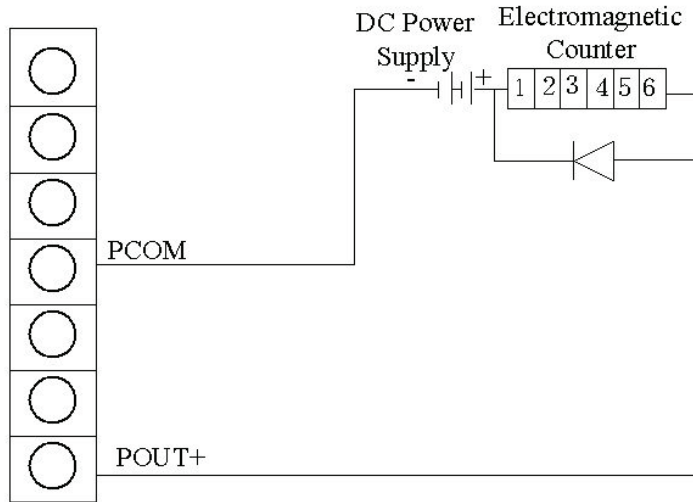 DC Power
Supply
- +
Electromagnetic
Counter
1 2 3 4 5 6
PCOM
POUT+